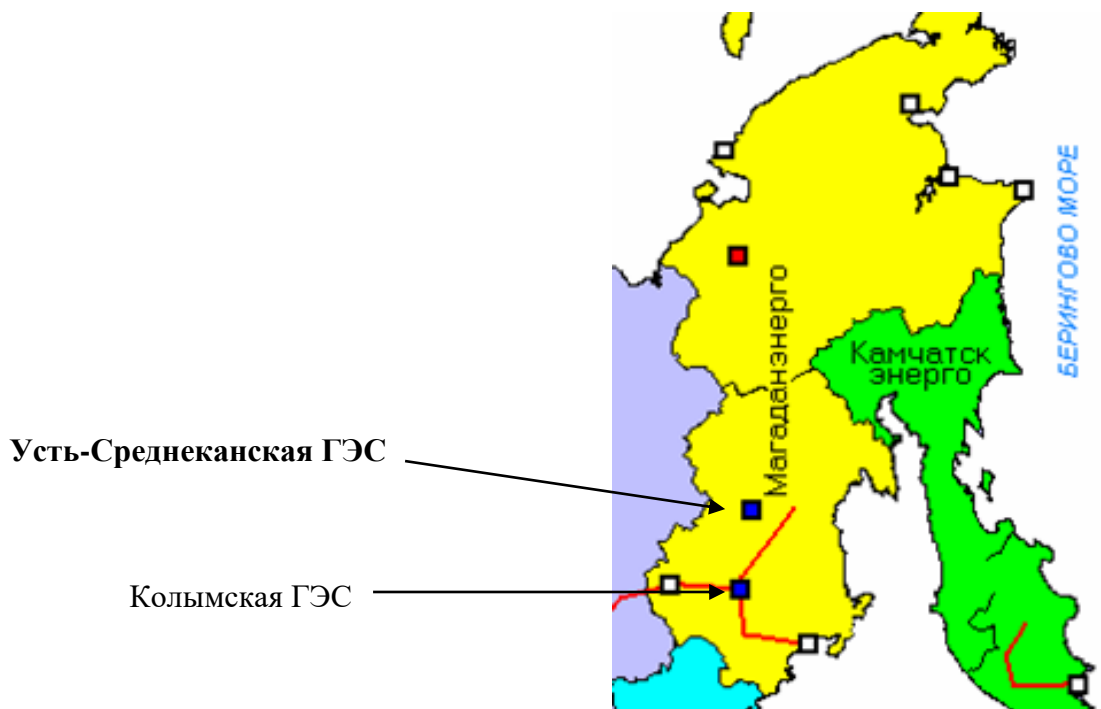 БЕРИНГОВО МОРЕ
Магаданэнерго
Камчатск
энерго
Усть-Среднеканская ГЭС
Колымская ГЭС